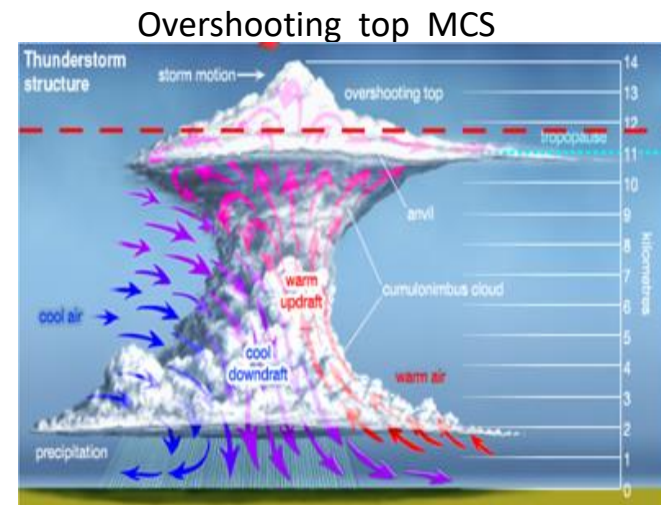 Overshooting top MCS
Thunderstorm
structure
storm motion
overshooting top
14
13
12
tropopause
11
10
anvil
9
8
kilometres
7
warm
updraft
cumulonimbus cloud
6
cool air
5
cool
downdraft
4
warm air
3
2
precipitation
1
0